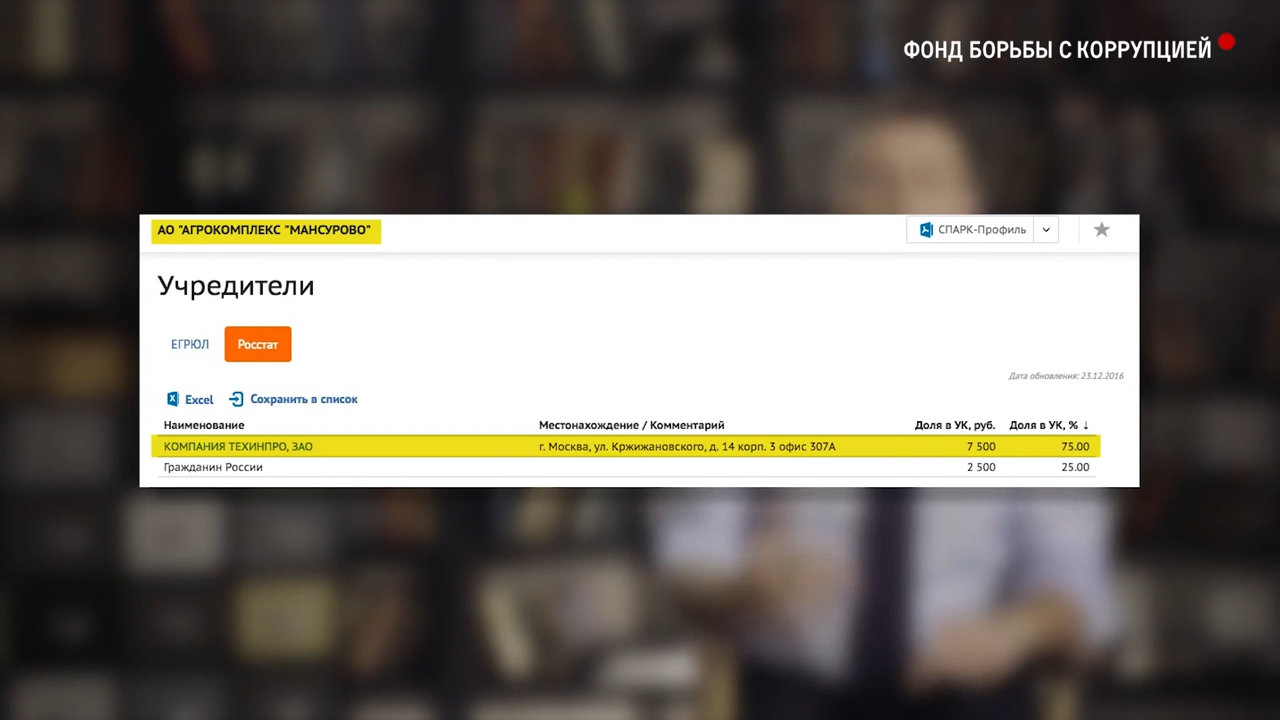 ФОНД БОРЬБЫ С КОРРУПЦИЕЙ
АО "АГРОКОМПЛЕКС "МАНСУРОВО"
СПАРК-Профиль
Учредители
ЕГРЮЛ Росстат
Дата обновления: 23.12.2016
Excel Сохранить в список
Наименование Местонахождение / Комментарий Доля в УК, руб. Доля в УК, % ↓
КОМПАНИЯ ТЕХИНПРО, ЗАО г. Москва, ул. Кржижановского, д. 14 корп. 3 офис 307А 7 500 75.00
Гражданин России 2 500 25.00